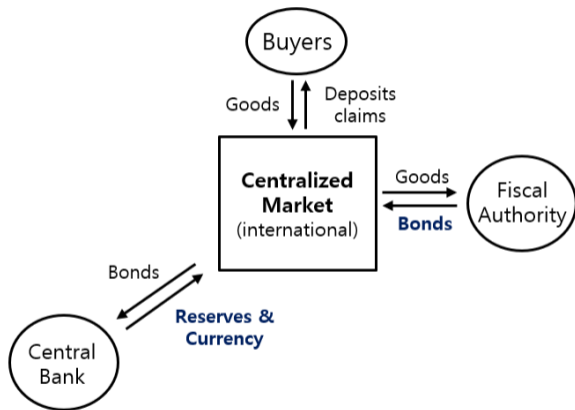 Buyers
Goods
Deposits
claims
Centralized
Market
(international)
Goods
Bonds
Fiscal
Authority
Bonds
Reserves &
Currency
Central
Bank